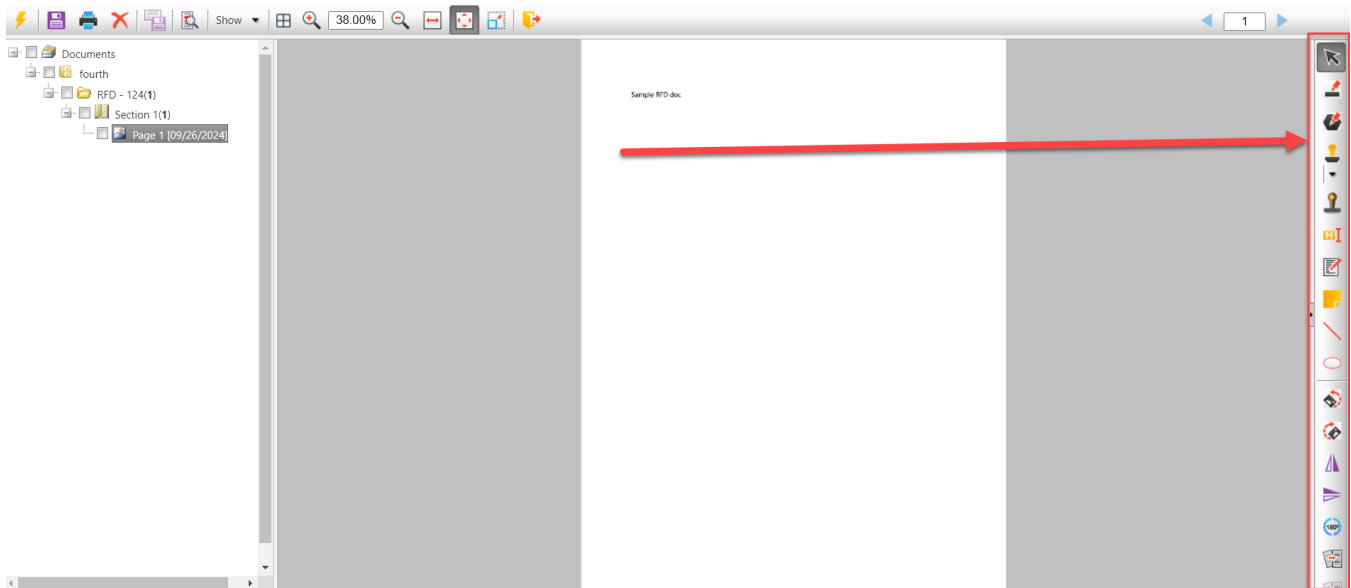 Show
38.00%
1
Documents
fourth
RFD - 124(1)
Section 1(1)
Page 1 [09/26/2024]
Sample RFD doc
H
180°